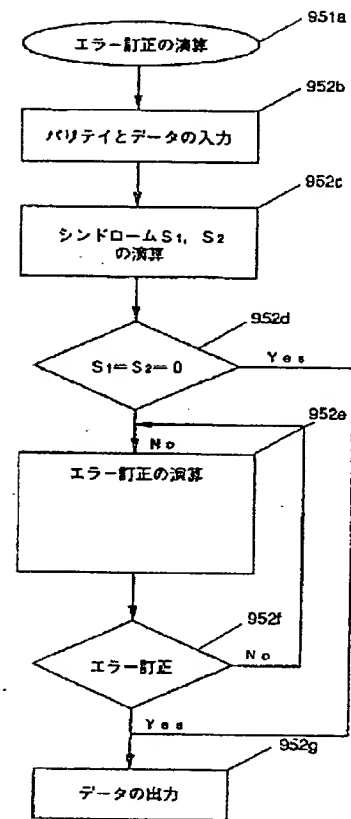 951a
エラー訂正の演算
952b
パリテイとデータの入力
952c
シンドロームS1, S2
の演算
952d
S1=S2=0
Yes
952e
No
エラー訂正の演算
952f
エラー訂正
No
Yes
952g
データの出力